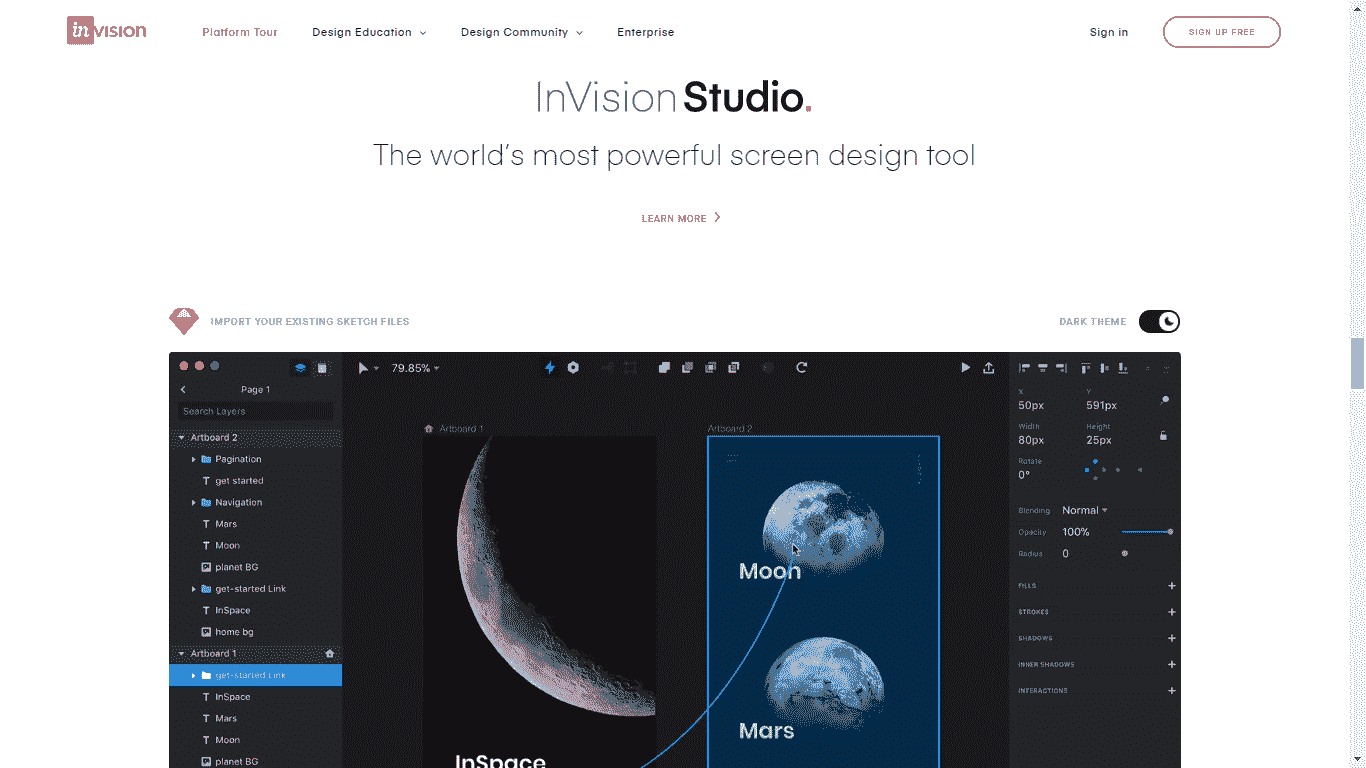 in VISION
Platform Tour
Design Education
Design Community
Enterprise
Sign in
SIGN UP FREE
InVision Studio.
The world's most powerful screen design tool
LEARN MORE
IMPORT YOUR EXISTING SKETCH FILES
DARK THEME
79.85%
Page 1
Search Layers
Artboard 2
Pagination
get started
Navigation
Mars
Moon
planet BG
get-started Link
InSpace
home bg
Artboard 1
get-started Link
InSpace
Mars
Moon
planet BG
Artboard 1
InSpace
Artboard 2
Moon
Mars
X
Y
50px
591px
Width
Height
80px
25px
Rotate
0°
Blending
Normal
Opacity
100%
Radius
0
FILLS
STROKES
SHADOWS
INNER SHADOWS
INTERACTIONS